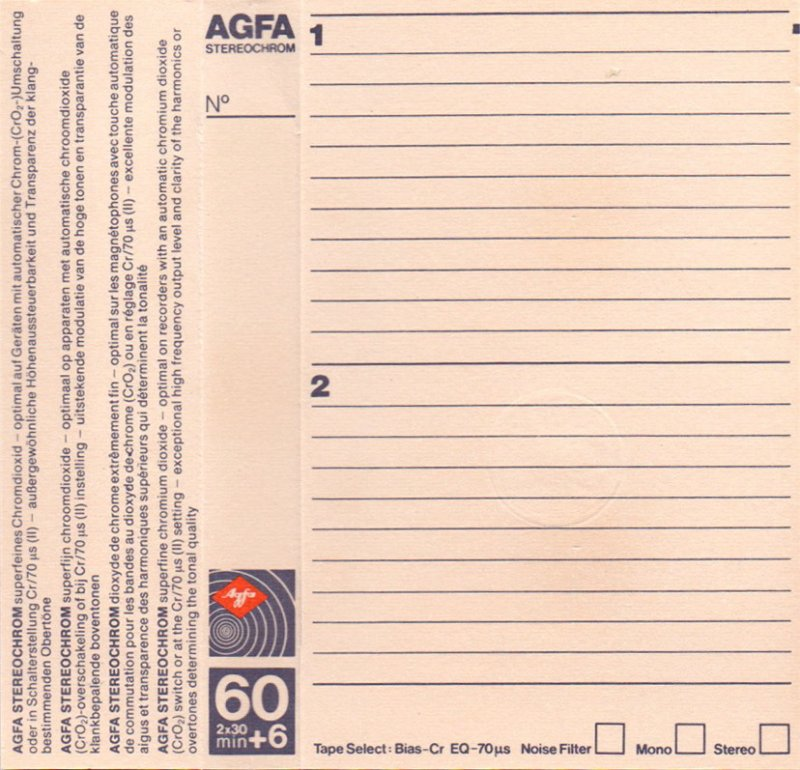 AGFA STEREOCHROM superfeines Chromdioxid – optimal auf Geräten mit automatischer Chrom-(CrO₂-)Umschaltung
oder in Schalterstellung Cr/70 µs (II) – außergewöhnliche Höhenaussteuerbarkeit und Transparenz der klang-
bestimmenden Obertöne
AGFA STEREOCHROM superfijn chroomdioxide – optimaal op apparaten met automatische chroomdioxide
(CrO₂)-overschakeling of bij Cr/70 µs (II) instelling – uitstekende modulatie van de hoge tonen en transparantie van de
klankbepalende boventonen
AGFA STEREOCHROM dioxyde de chrome extrêmement fin – optimal sur les magnétophones avec touche automatique
de commutation pour les bandes au dioxyde de chrome (CrO₂) ou en réglage Cr/70 µs (II) – excellente modulation des
aigus et transparence des harmoniques supérieurs qui déterminent la tonalité
AGFA STEREOCHROM superfine chromium dioxide – optimal on recorders with an automatic chromium dioxide
(CrO₂) switch or at the Cr/70 µs (II) setting – exceptional high frequency output level and clarity of the harmonics or
overtones determining the tonal quality
AGFA
STEREOCHROM
Nº
Agfa
60
2x30
min+6
1
2
Tape Select: Bias-Cr EQ-70µs Noise Filter Mono Stereo